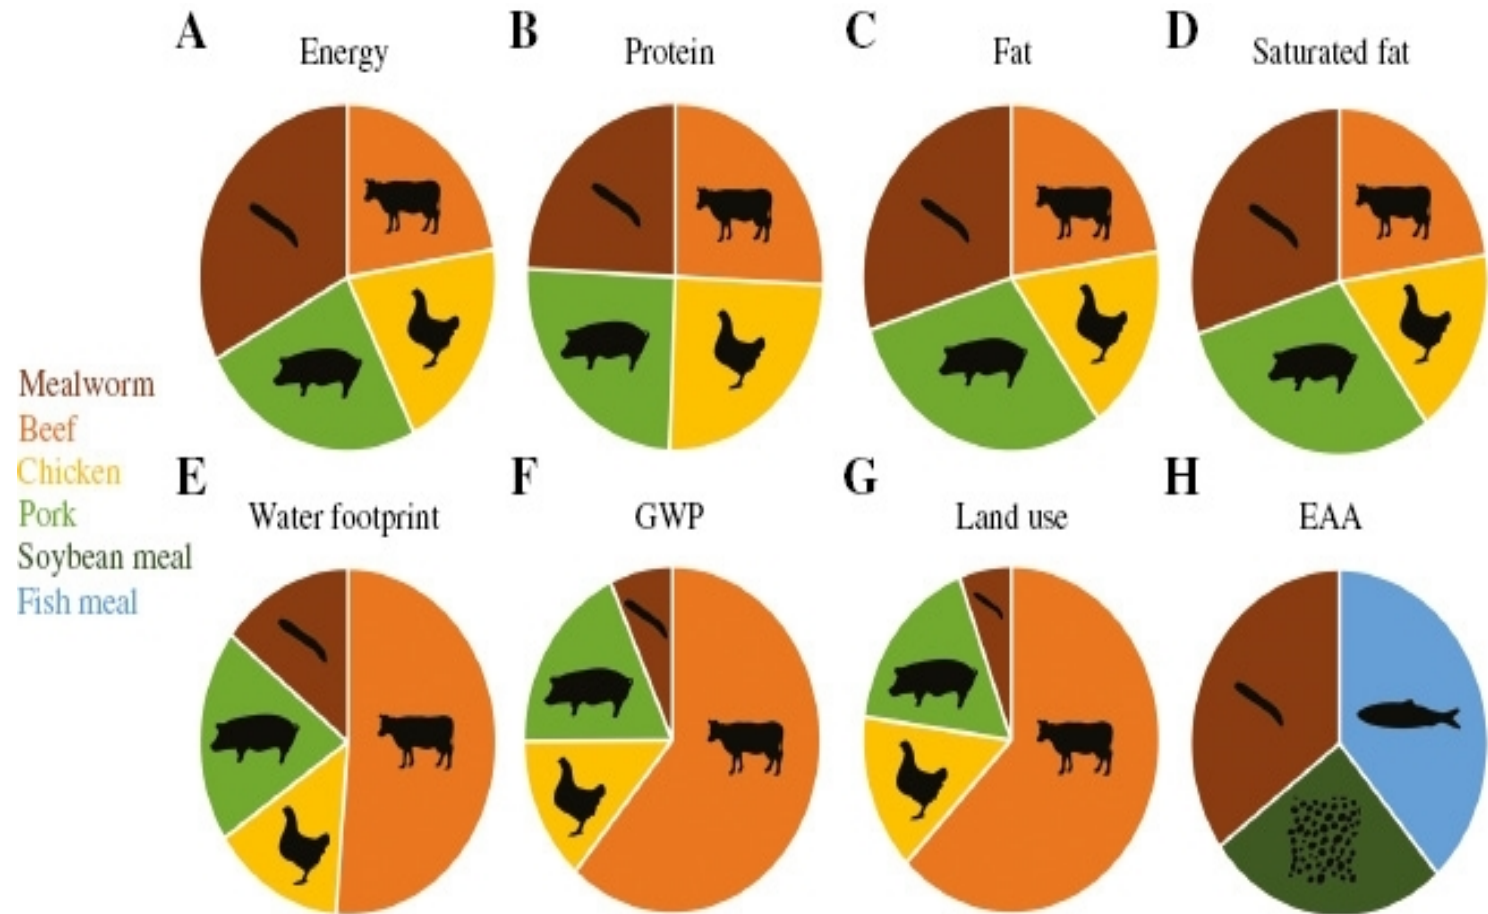 A Energy
B Protein
C Fat
D Saturated fat
Mealworm
Beef
Chicken
Pork
Soybean meal
Fish meal
E Water footprint
F GWP
G Land use
H EAA